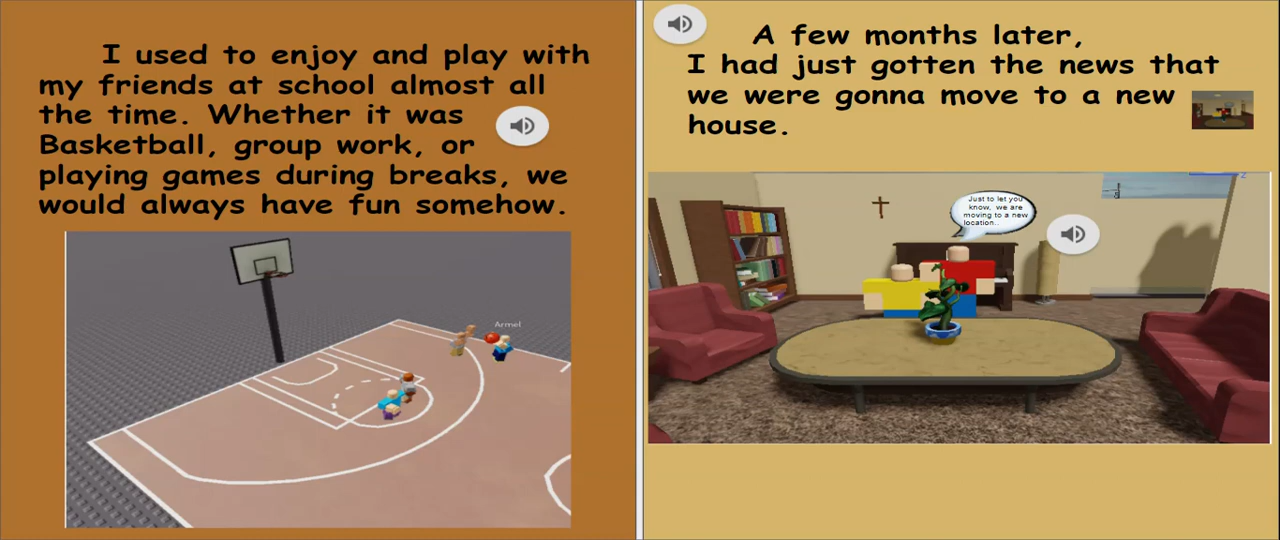 I used to enjoy and play with
my friends at school almost all
the time. Whether it was
Basketball, group work, or
playing games during breaks, we
would always have fun somehow.
Armel
A few months later,
I had just gotten the news that
we were gonna move to a new
house.
Just to let you
know, we are
moving to a new
location..